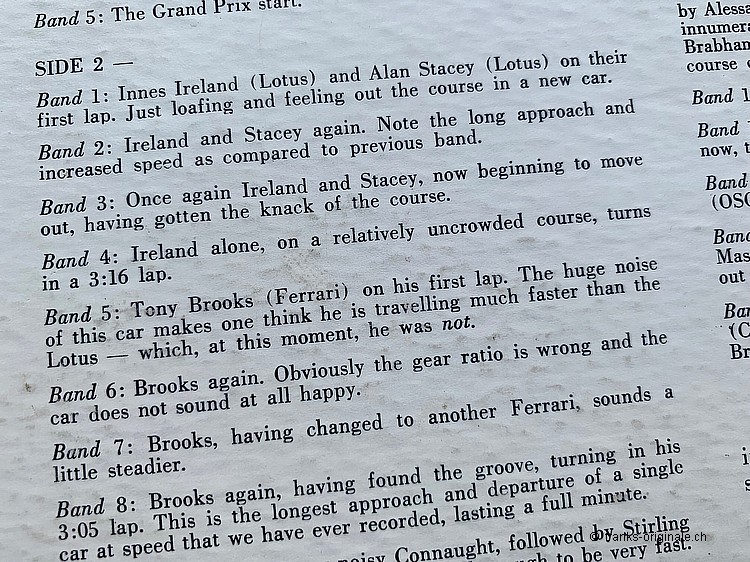 Band 5: The Grand Prix start.
SIDE 2 —
Band 1: Innes Ireland (Lotus) and Alan Stacey (Lotus) on their
first lap. Just loafing and feeling out the course in a new car.
Band 2: Ireland and Stacey again. Note the long approach and
increased speed as compared to previous band.
Band 3: Once again Ireland and Stacey, now beginning to move
out, having gotten the knack of the course.
Band 4: Ireland alone, on a relatively uncrowded course, turns
in a 3:16 lap.
Band 5: Tony Brooks (Ferrari) on his first lap. The huge noise
of this car makes one think he is travelling much faster than the
Lotus — which, at this moment, he was not.
Band 6: Brooks again. Obviously the gear ratio is wrong and the
car does not sound at all happy.
Band 7: Brooks, having changed to another Ferrari, sounds a
little steadier.
Band 8: Brooks again, having found the groove, turning in his
3:05 lap. This is the longest approach and departure of a single
car at speed that we have ever recorded, lasting a full minute.
noisy Connaught, followed by Stirling
to be very fast.
by Alessa
innumera
Brabham
course
Band 1
Band
now, t
Band
(OSC
Band
Mas
out
Ban
(C
Br